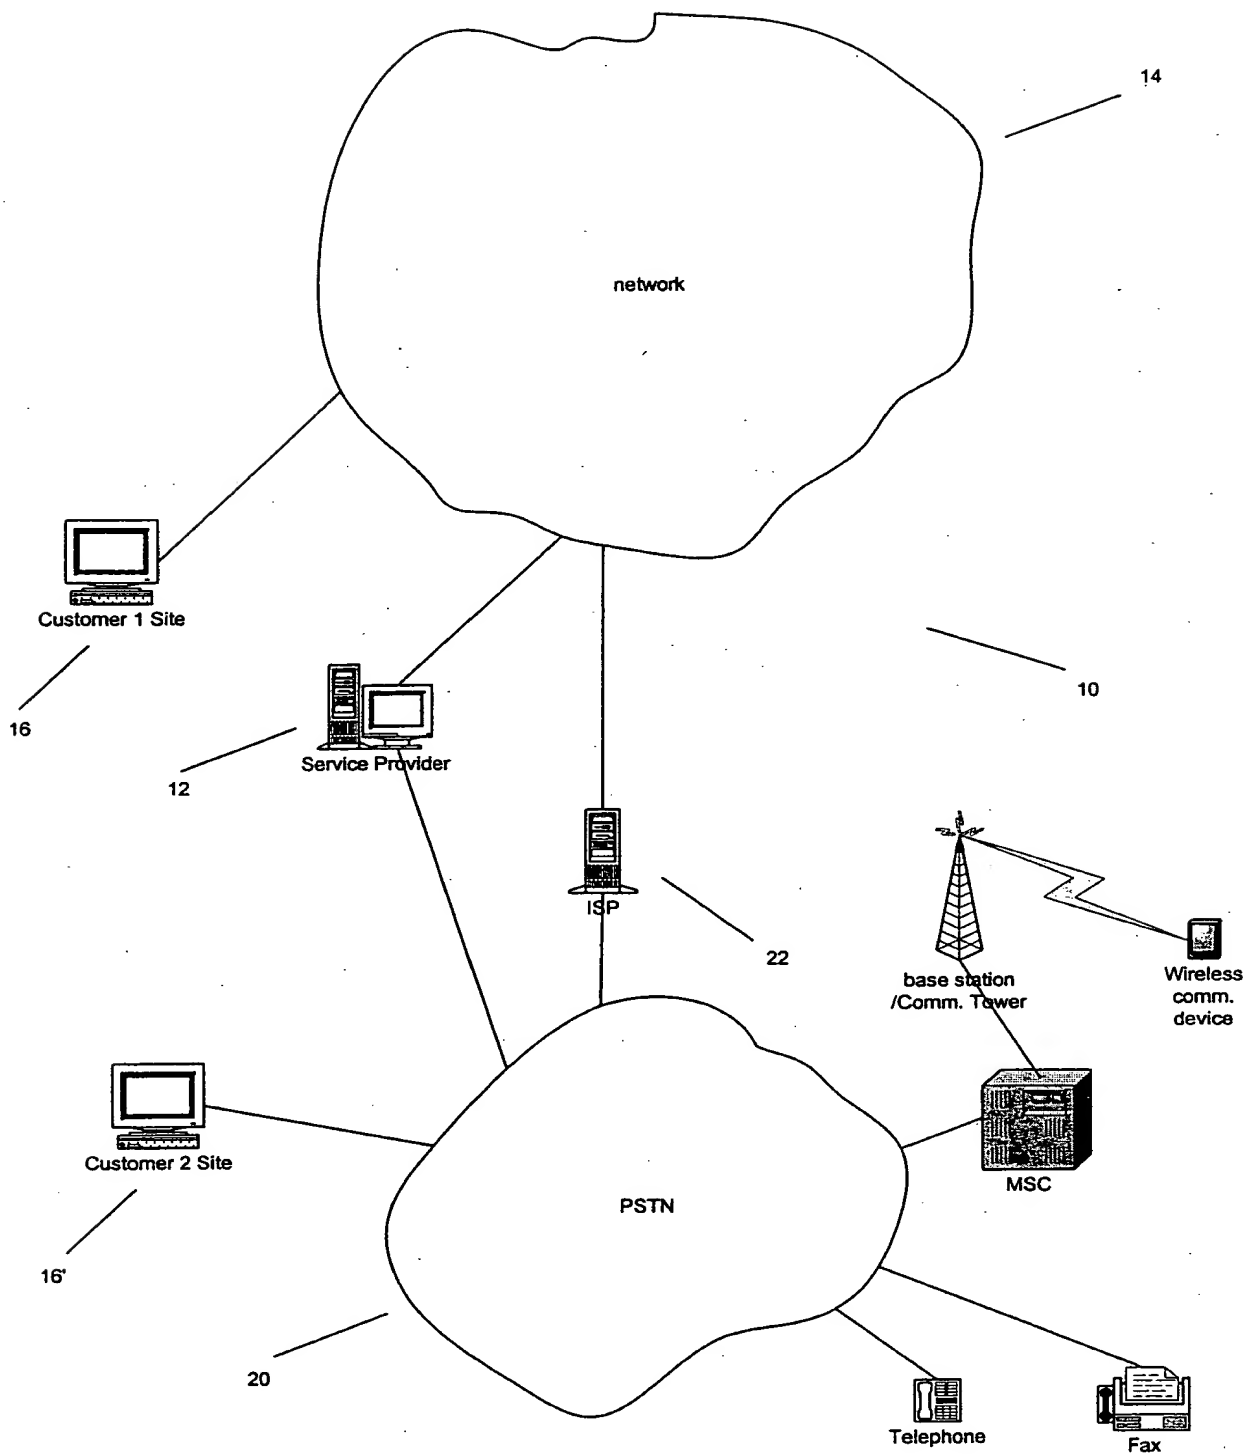 14
network
Customer 1 Site
16
10
Service Provider
12
ISP
22
base station
/Comm. Tower
Wireless
comm.
device
Customer 2 Site
MSC
PSTN
16'
20
Telephone
Fax